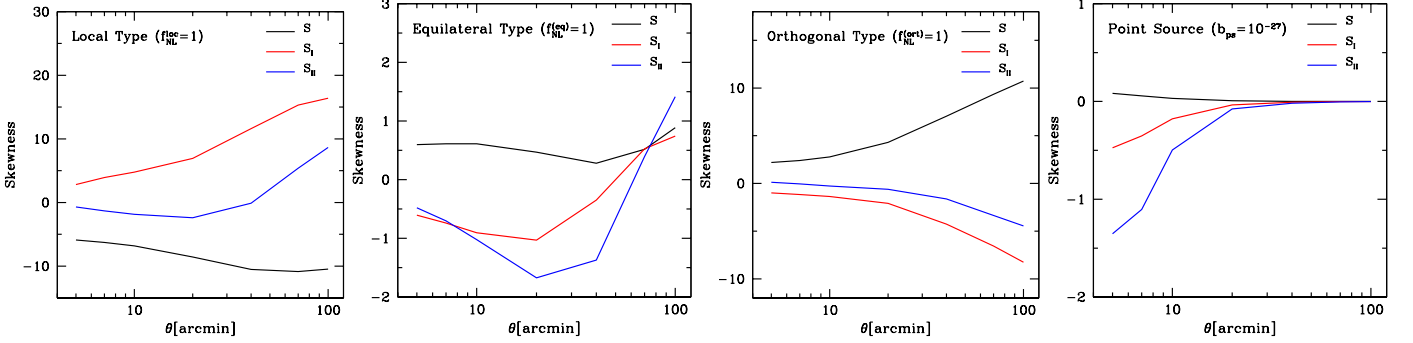 Local Type (f_NL^loc=1)
S
S_I
S_II
30
20
10
0
−10
Skewness
10
100
θ[arcmin]
Equilateral Type (f_NL^(eq)=1)
S
S_I
S_II
3
2
1
0
−1
−2
Skewness
10
100
θ[arcmin]
Orthogonal Type (f_NL^(ort)=1)
S
S_I
S_II
10
0
−10
Skewness
10
100
θ[arcmin]
Point Source (b_ps=10^−27)
S
S_I
S_II
1
0
−1
−2
Skewness
10
100
θ[arcmin]